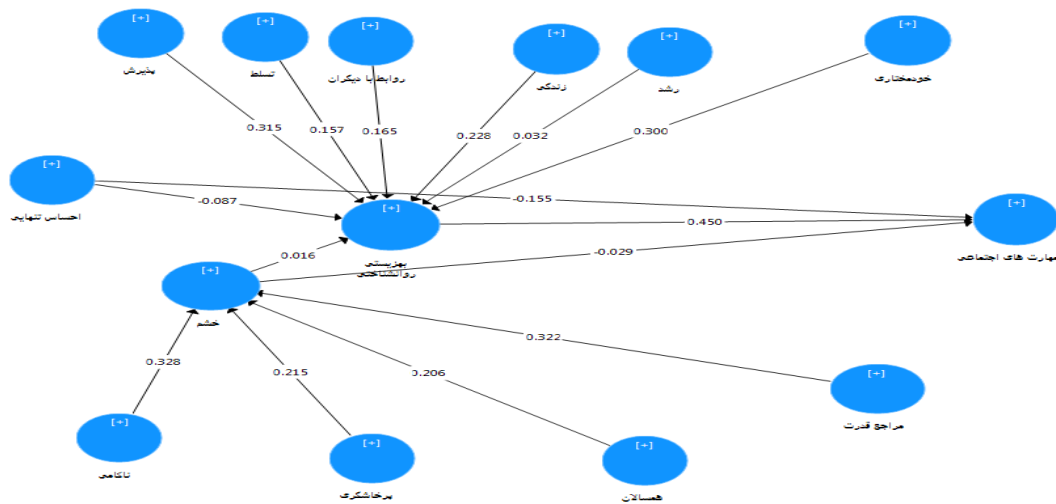 [+]
[+]
[+]
[+]
[+]
[+]
پذیرش
تسلط
روابط با دیگران
زندگی
رشد
خودمختاری
0.315
0.157
0.165
0.228
0.032
0.300
[+]
احساس تنهایی
-0.087
-0.155
[+]
بهزیستی
روانشناختی
0.450
[+]
مهارت های اجتماعی
0.016
-0.029
[+]
خشم
0.328
0.215
0.206
0.322
[+]
ناکامی
[+]
پرخاشگری
[+]
همسالان
[+]
مراجع قدرت